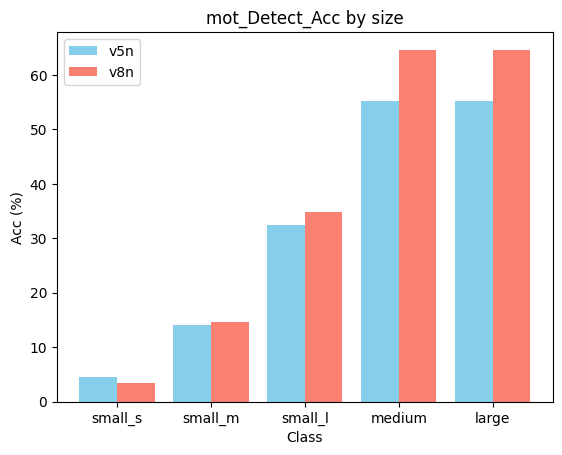 mot_Detect_Acc by size
v5n
v8n
Acc (%)
60
50
40
30
20
10
0
small_s small_m small_l medium large
Class